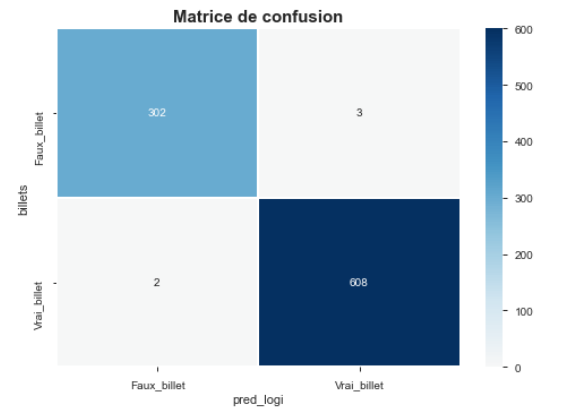 Matrice de confusion
600
500
400
300
200
100
0
302
3
2
608
Faux_billet
Vrai_billet
billets
Faux_billet
Vrai_billet
pred_logi